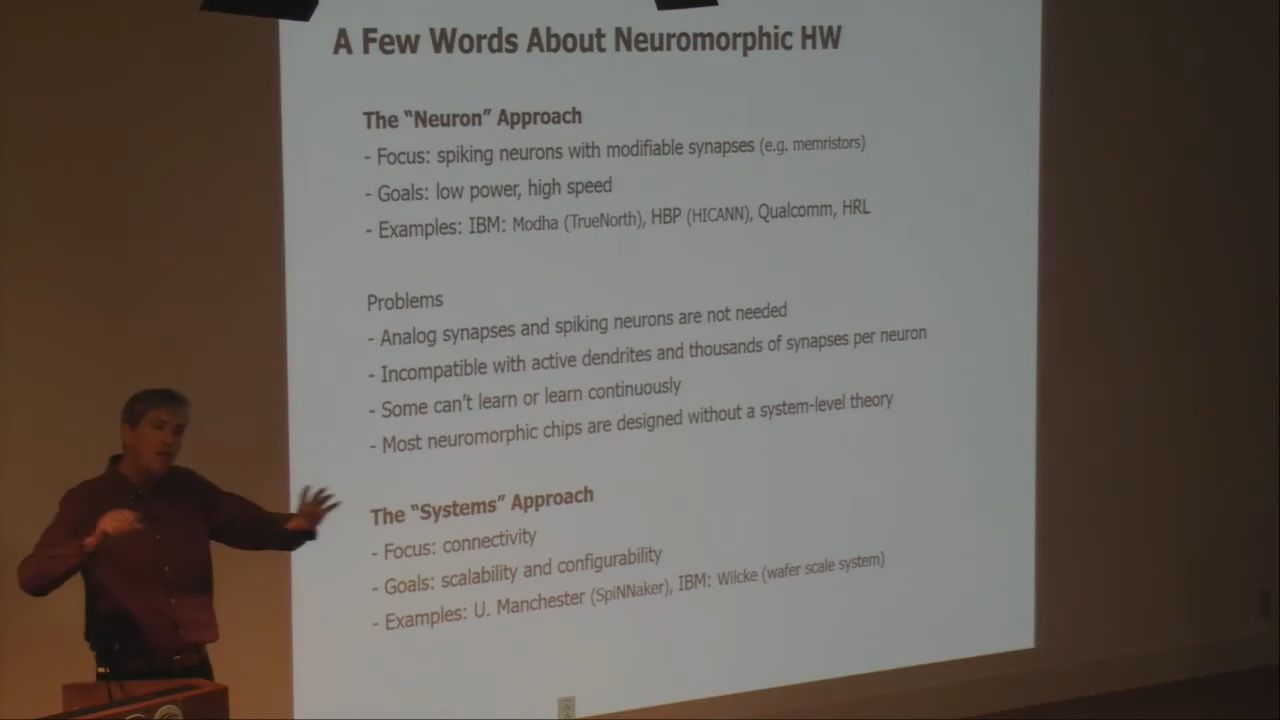 A Few Words About Neuromorphic HW
The “Neuron” Approach
- Focus: spiking neurons with modifiable synapses (e.g. memristors)
- Goals: low power, high speed
- Examples: IBM: Modha (TrueNorth), HBP (HICANN), Qualcomm, HRL
Problems
- Analog synapses and spiking neurons are not needed
- Incompatible with active dendrites and thousands of synapses per neuron
- Some can’t learn or learn continuously
- Most neuromorphic chips are designed without a system-level theory
The “Systems” Approach
- Focus: connectivity
- Goals: scalability and configurability
- Examples: U. Manchester (SpiNNaker), IBM: Wilcke (wafer scale system)